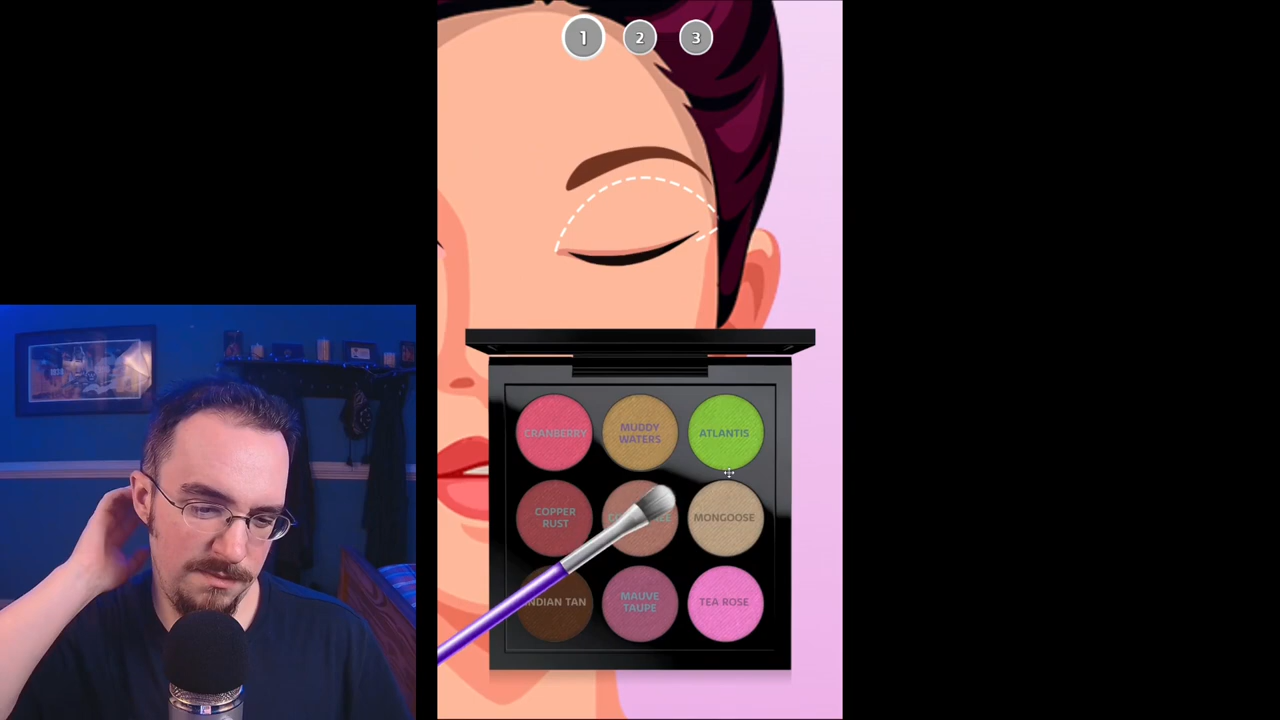 1 2 3
CRANBERRY
MUDDY
WATERS
ATLANTIS
COPPER
RUST
MONGOOSE
INDIAN TAN
MAUVE
TAUPE
TEA ROSE